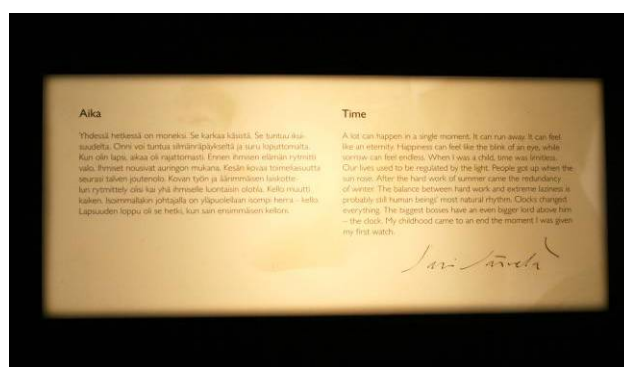 Aika
Yhdessä hetkessä on moneksi. Se karkaa käsistä. Se tuntuu ikui-
suudelta. Onni voi tuntua silmänräpäykseltä ja suru loputtomalta.
Kun olin lapsi, aikaa oli rajattomasti. Ennen ihmisen elämän rytmitti
valo. Ihmiset nousivat auringon mukana. Kesän kovaa toimeliaisuutta
seurasi talven joutenolo. Kovan työn ja äärimmäisen laiskotte-
lun rytmittely olisi kai yhä ihmiselle luontaisin olotila. Kello muutti
kaiken. Isoimmallakin johtajalla on yläpuolellaan isompi herra - kello.
Lapsuuden loppu oli se hetki, kun sain ensimmäisen kelloni.
Time
A lot can happen in a single moment. It can run away. It can feel
like an eternity. Happiness can feel like the blink of an eye, while
sorrow can feel endless. When I was a child, time was limitless.
Our lives used to be regulated by the light. People got up when the
sun rose. After the hard work of summer came the redundancy
of winter. The balance between hard work and extreme laziness is
probably still human beings' most natural rhythm. Clocks changed
everything. The biggest bosses have an even bigger lord above him
– the clock. My childhood came to an end the moment I was given
my first watch.